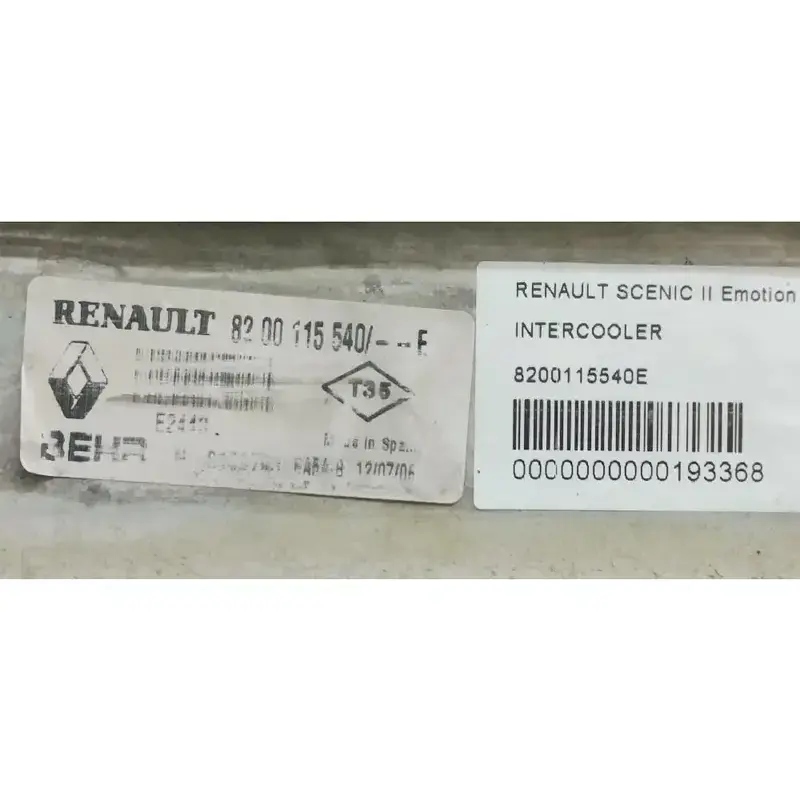 RENAULT 82 00 115 540/---E
T35
E2443
Made in Spa
BEHR 12/07/06
RENAULT SCENIC II Emotion
INTERCOOLER
8200115540E
0000000000193368